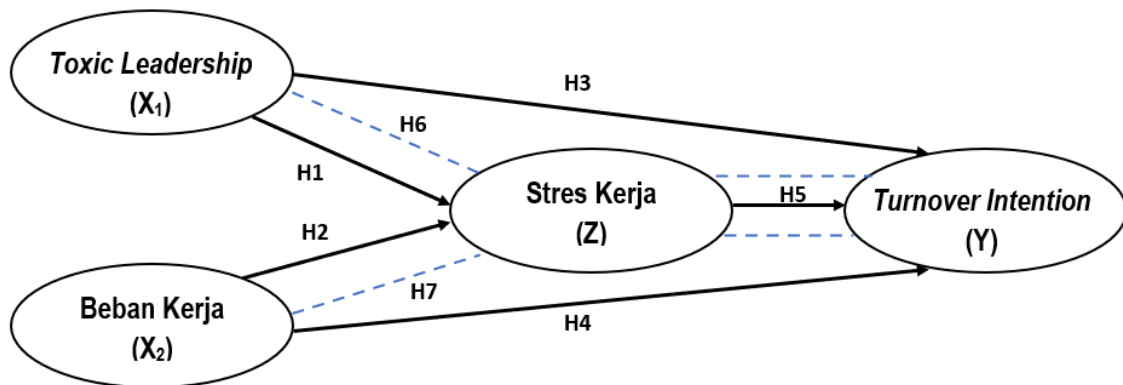 Toxic Leadership
(X₁)
H3
H6
H1
Stres Kerja
(Z)
H5
Turnover Intention
(Y)
H2
H7
Beban Kerja
(X₂)
H4